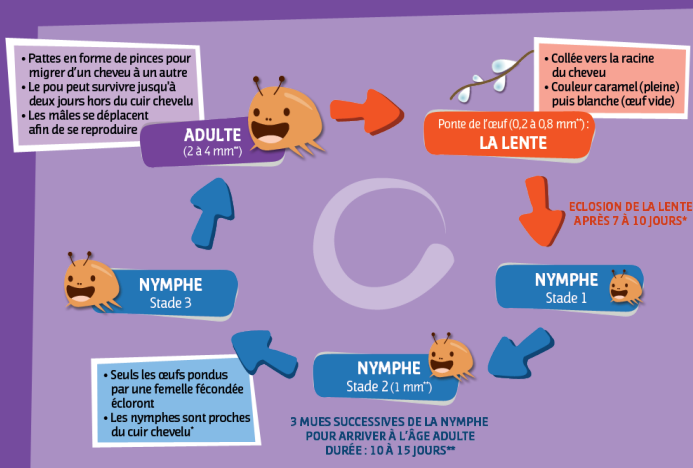 • Pattes en forme de pinces pour
migrer d'un cheveu à un autre
• Le pou peut survivre jusqu'à
deux jours hors du cuir chevelu
• Les mâles se déplacent
afin de se reproduire
ADULTE
(2 à 4 mm**)
• Collée vers la racine
du cheveu
• Couleur caramel (pleine)
puis blanche (œuf vide)
Ponte de l'œuf (0,2 à 0,8 mm**) :
LA LENTE
ECLOSION DE LA LENTE
APRÈS 7 À 10 JOURS*
NYMPHE
Stade 1
NYMPHE
Stade 2 (1 mm**)
3 MUES SUCCESSIVES DE LA NYMPHE
POUR ARRIVER À L'ÂGE ADULTE
DURÉE : 10 À 15 JOURS**
NYMPHE
Stade 3
• Seuls les œufs pondus
par une femelle fécondée
écloront
• Les nymphes sont proches
du cuir chevelu*